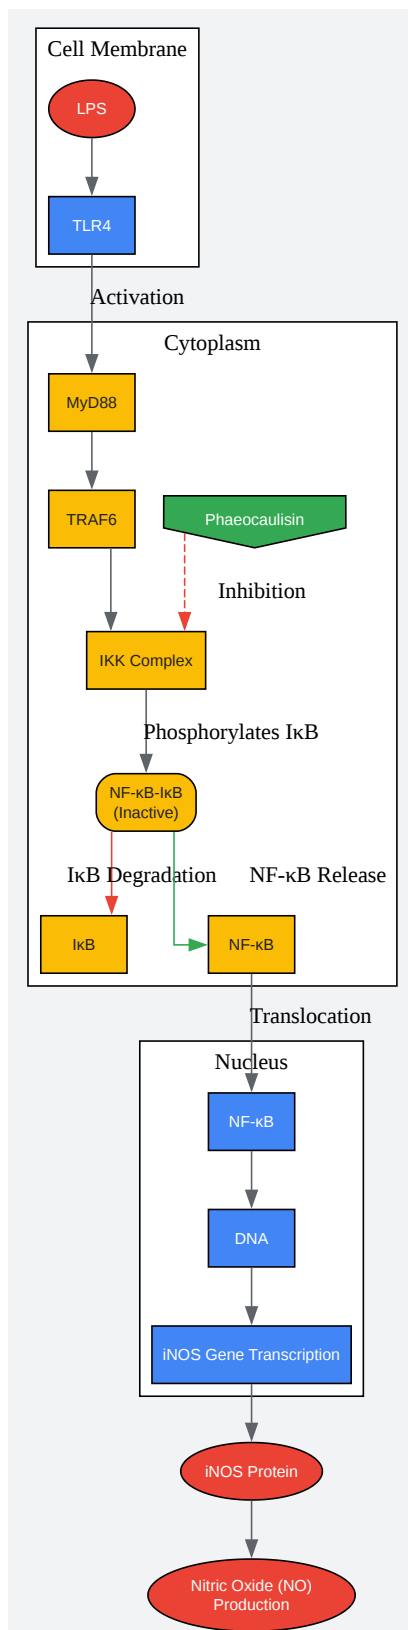 Cell Membrane
LPS
TLR4
Activation
Cytoplasm
MyD88
TRAF6
Phaeocaulisin
Inhibition
IKK Complex
Phosphorylates IκB
NF-κB-IκB
(Inactive)
IκB Degradation
NF-κB Release
IκB
NF-κB
Translocation
Nucleus
NF-κB
DNA
iNOS Gene Transcription
iNOS Protein
Nitric Oxide (NO)
Production